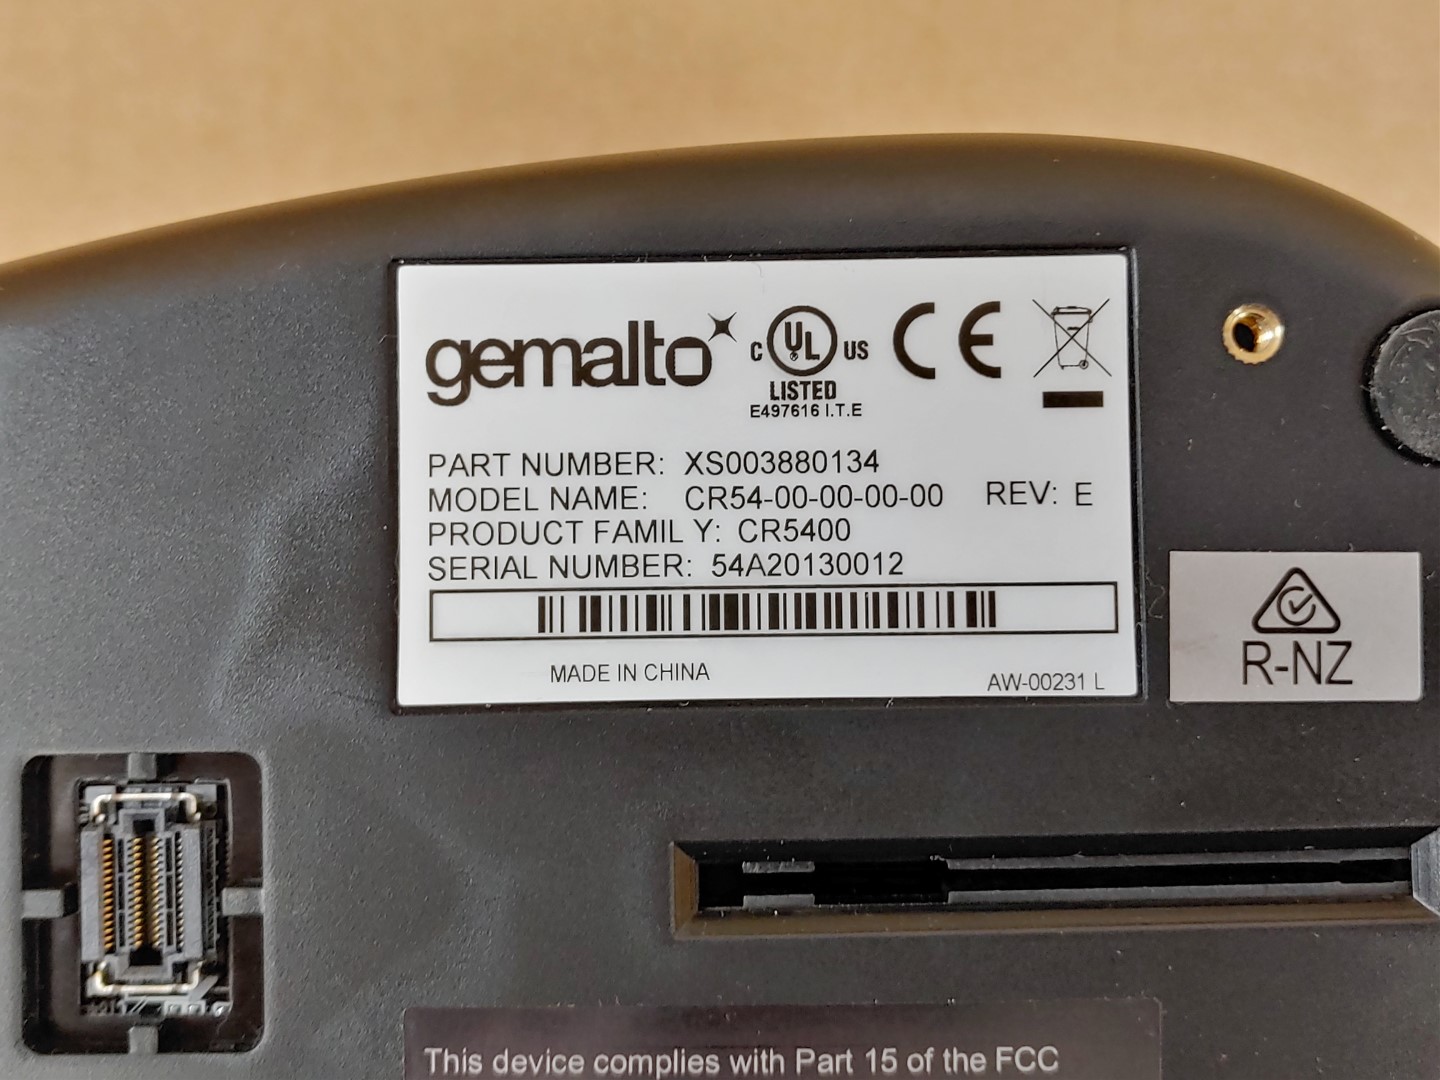 gemalto
C UL US
LISTED
E497616 I.T.E
CE
PART NUMBER: XS003880134
MODEL NAME: CR54-00-00-00-00 REV: E
PRODUCT FAMIL Y: CR5400
SERIAL NUMBER: 54A20130012
MADE IN CHINA
AW-00231 L
R-NZ
This device complies with Part 15 of the FCC